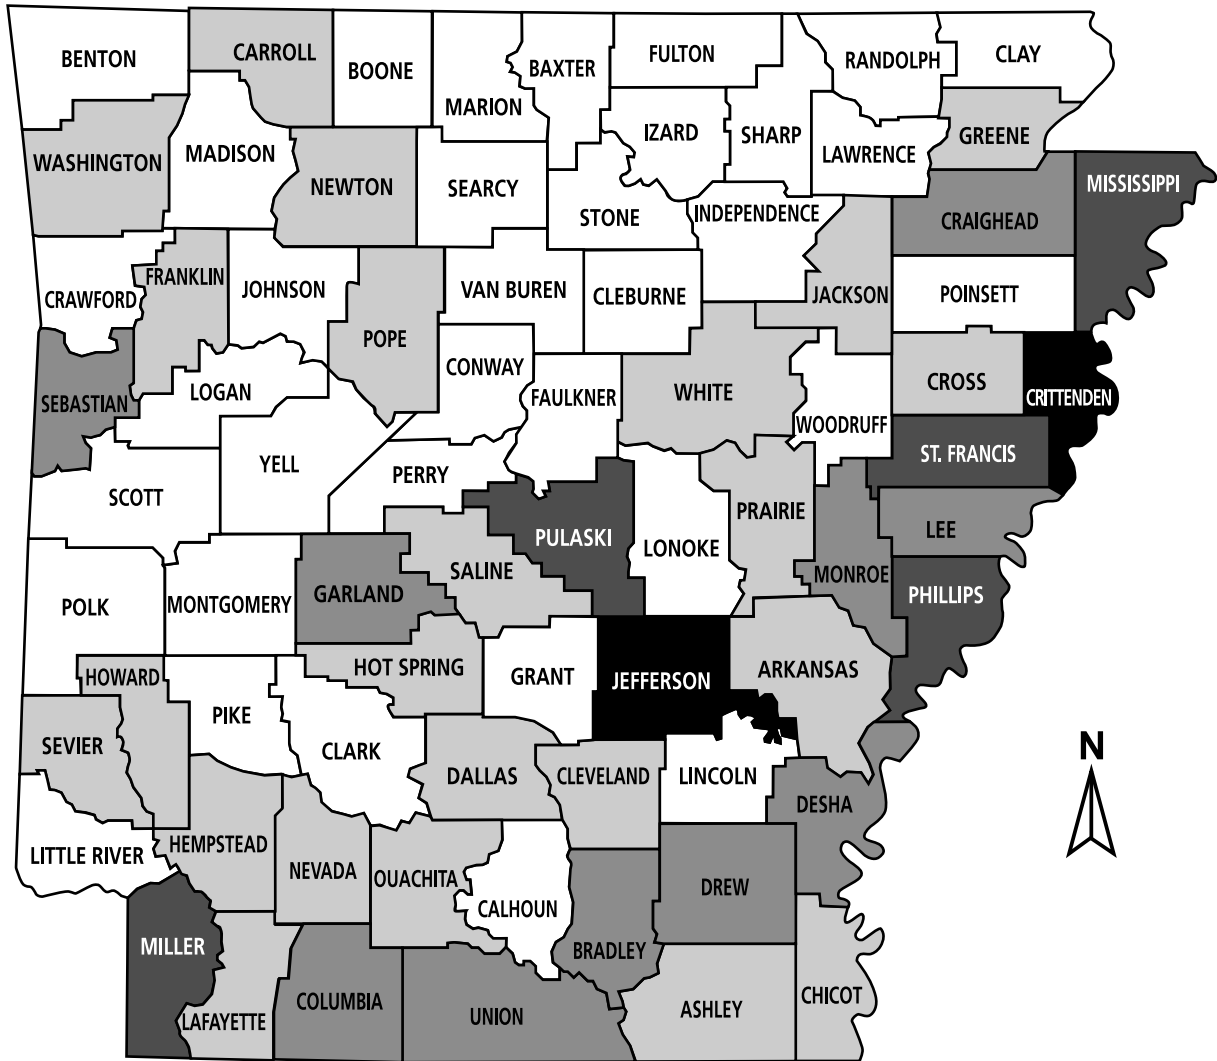 BENTON
CARROLL
BOONE
MARION
BAXTER
FULTON
RANDOLPH
CLAY
WASHINGTON
MADISON
NEWTON
SEARCY
STONE
IZARD
SHARP
LAWRENCE
GREENE
MISSISSIPPI
INDEPENDENCE
CRAIGHEAD
CRAWFORD
FRANKLIN
JOHNSON
POPE
VAN BUREN
CLEBURNE
JACKSON
POINSETT
SEBASTIAN
LOGAN
CONWAY
FAULKNER
WHITE
WOODRUFF
CROSS
CRITTENDEN
SCOTT
YELL
PERRY
PULASKI
LONOKE
PRAIRIE
ST. FRANCIS
LEE
POLK
MONTGOMERY
GARLAND
SALINE
MONROE
PHILLIPS
HOWARD
PIKE
HOT SPRING
GRANT
JEFFERSON
ARKANSAS
SEVIER
CLARK
DALLAS
CLEVELAND
LINCOLN
DESHA
N
LITTLE RIVER
HEMPSTEAD
NEVADA
OUACHITA
CALHOUN
BRADLEY
DREW
MILLER
LAFAYETTE
COLUMBIA
UNION
ASHLEY
CHICOT